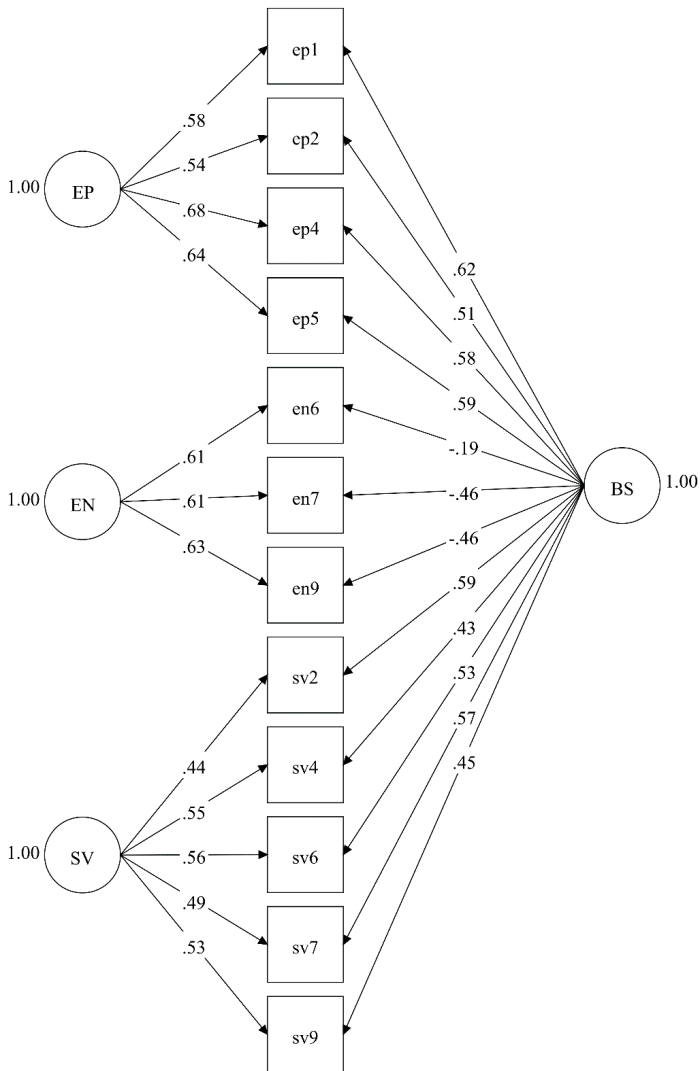 ep1
.58
ep2
.54
1.00
EP
.68
ep4
.64
.62
ep5
.51
.58
.59
en6
.61
-.19
1.00
EN
.61
en7
-.46
BS
1.00
.63
-.46
en9
.59
sv2
.43
.53
.44
.57
sv4
.45
.55
1.00
SV
.56
sv6
.49
.53
sv7
sv9